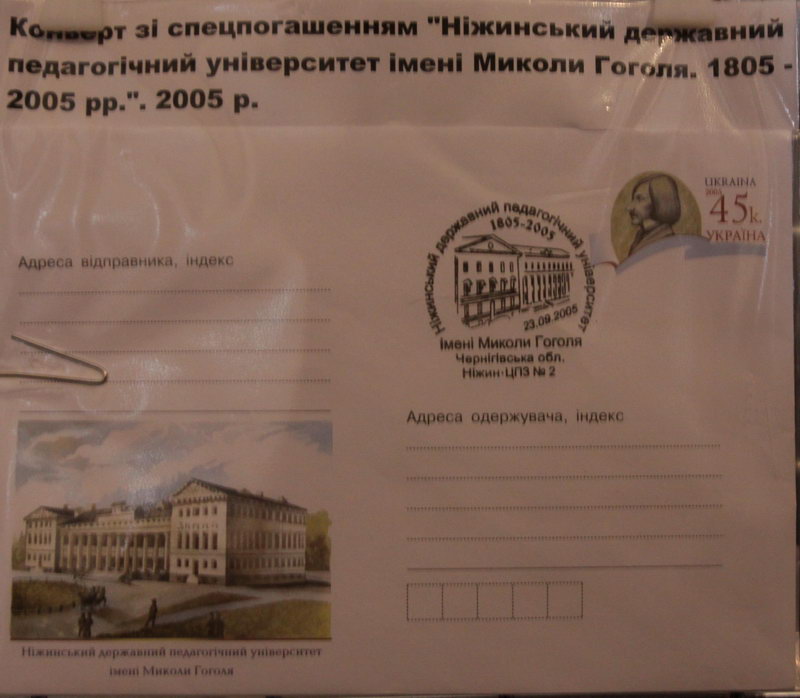 Конверт зі спецпогашенням "Ніжинський державний
педагогічний університет імені Миколи Гоголя. 1805 -
2005 рр.". 2005 р.
UKRAINA
2005
45к.
УКРАЇНА
Ніжинський державний педагогічний університет
1805-2005
23.09.2005
імені Миколи Гоголя
Чернігівська обл.
Ніжин-ЦПЗ № 2
Адреса відправника, індекс
Адреса одержувача, індекс
Ніжинський державний педагогічний університет
імені Миколи Гоголя